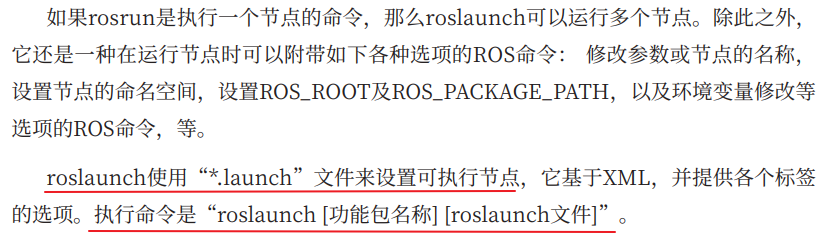 如果rosrun是执行一个节点的命令，那么roslaunch可以运行多个节点。除此之外，
它还是一种在运行节点时可以附带如下各种选项的ROS命令： 修改参数或节点的名称，
设置节点的命名空间，设置ROS_ROOT及ROS_PACKAGE_PATH，以及环境变量修改等
选项的ROS命令，等。
roslaunch使用“*.launch”文件来设置可执行节点，它基于XML，并提供各个标签
的选项。执行命令是“roslaunch [功能包名称] [roslaunch文件]”。